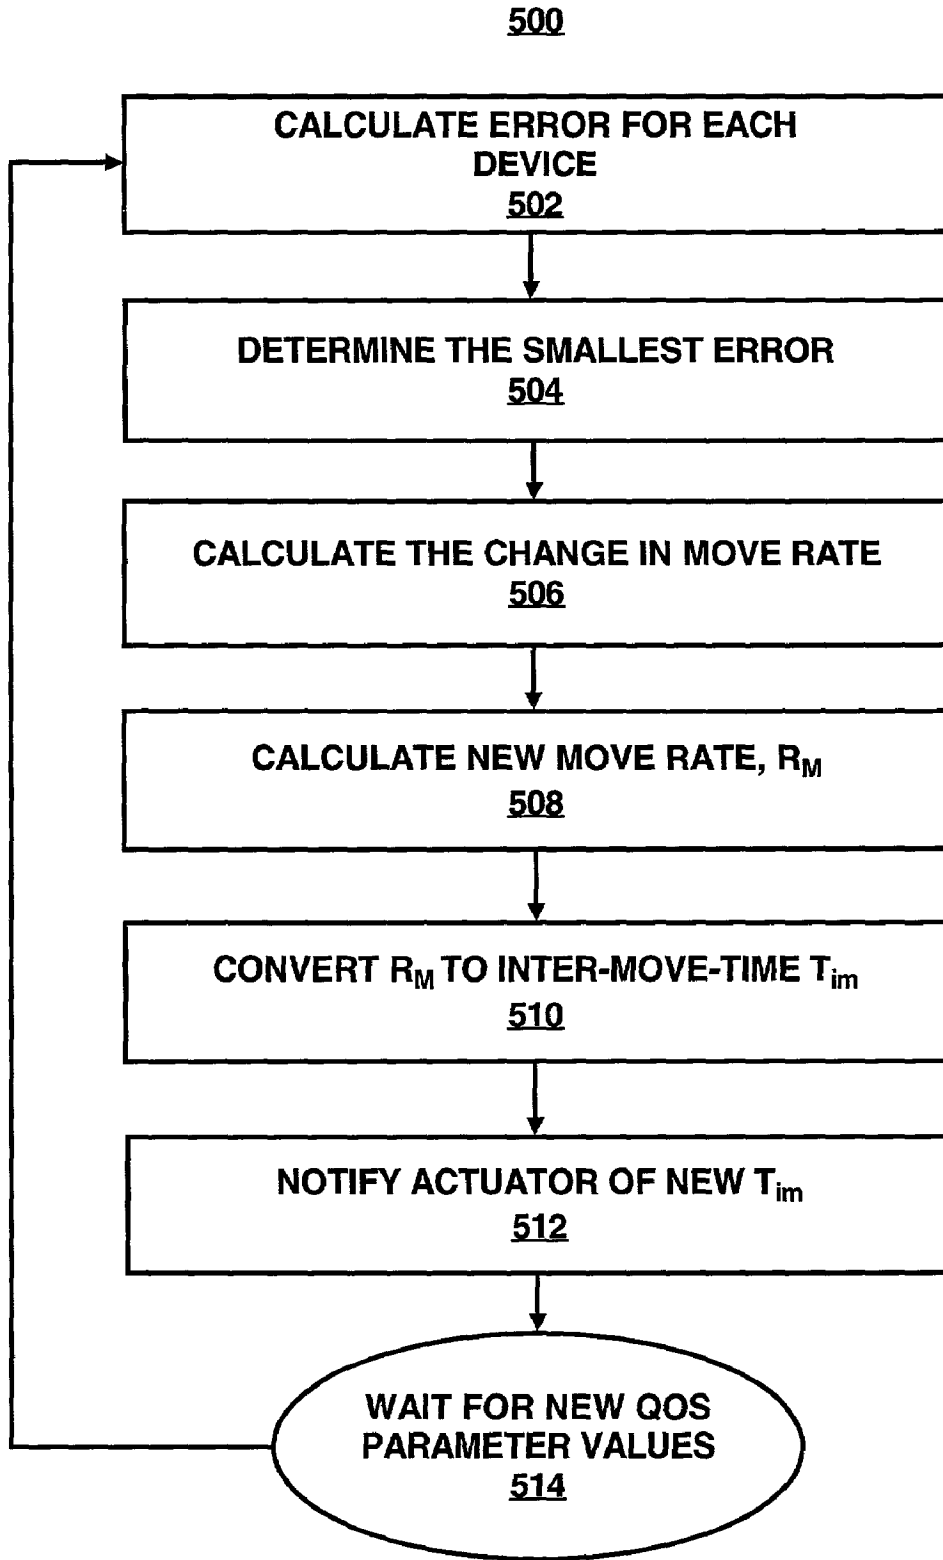 500
CALCULATE ERROR FOR EACH
DEVICE
502
DETERMINE THE SMALLEST ERROR
504
CALCULATE THE CHANGE IN MOVE RATE
506
CALCULATE NEW MOVE RATE, RM
508
CONVERT RM TO INTER-MOVE-TIME Tim
510
NOTIFY ACTUATOR OF NEW Tim
512
WAIT FOR NEW QOS
PARAMETER VALUES
514